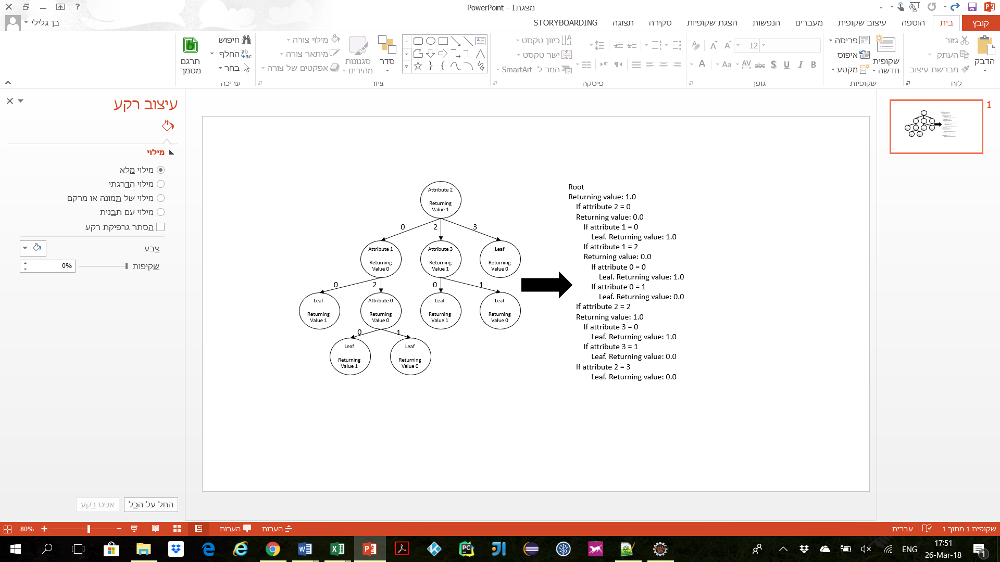 מצגת1 - PowerPoint
?
בן גלילי
קובץ
בית
הוספה
עיצוב שקופית
מעברים
הנפשות
הצגת שקופיות
סקירה
תצוגה
STORYBOARDING
הדבק
גזור
העתק
מברשת עיצוב
לוח
שקופית
חדשה
פריסה
איפוס
מקטע
שקופיות
12
B I U S abc AV Aa A
גופן
כיוון טקסט
ישר טקסט
המר ל- SmartArt
פיסקה
סדר
סגנונות
מהירים
מילוי צורה
מיתאר צורה
אפקטים של צורה
ציור
חיפוש
החלף
בחר
עריכה
תרגם
מסמך
עיצוב רקע
מילוי
מילוי מלא
מילוי הדרגתי
מילוי של תמונה או מרקם
מילוי עם תבנית
הסתר גרפיקת רקע
צבע
שקיפות
0%
החל על הכל
אפס רקע
1
Attribute 2
Returning
Value 1
0
2
3
Attribute 1
Returning
Value 0
Attribute 3
Returning
Value 1
Leaf
Returning
Value 0
0
2
0
1
Leaf
Returning
Value 1
Attribute 0
Returning
Value 0
Leaf
Returning
Value 1
Leaf
Returning
Value 0
0
1
Leaf
Returning
Value 1
Leaf
Returning
Value 0
Root
Returning value: 1.0
If attribute 2 = 0
Returning value: 0.0
If attribute 1 = 0
Leaf. Returning value: 1.0
If attribute 1 = 2
Returning value: 0.0
If attribute 0 = 0
Leaf. Returning value: 1.0
If attribute 0 = 1
Leaf. Returning value: 0.0
If attribute 2 = 2
Returning value: 1.0
If attribute 3 = 0
Leaf. Returning value: 1.0
If attribute 3 = 1
Leaf. Returning value: 0.0
If attribute 2 = 3
Leaf. Returning value: 0.0
שקופית 1 מתוך 1
עברית
הערות
הערות
80%
ENG
17:51
26-Mar-18
1